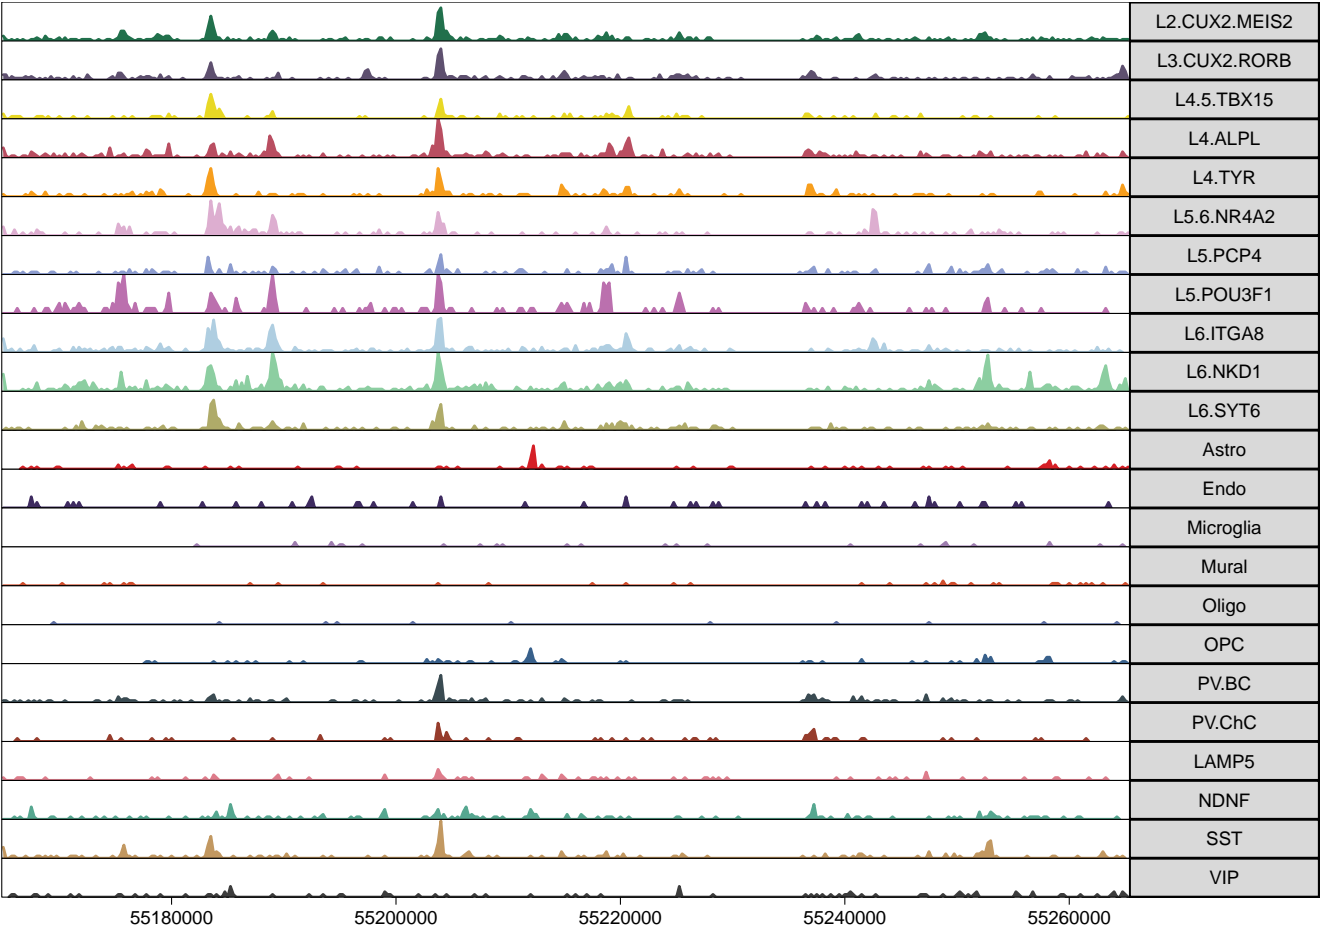 L2.CUX2.MEIS2
L3.CUX2.RORB
L4.5.TBX15
L4.ALPL
L4.TYR
L5.6.NR4A2
L5.PCP4
L5.POU3F1
L6.ITGA8
L6.NKD1
L6.SYT6
Astro
Endo
Microglia
Mural
Oligo
OPC
PV.BC
PV.ChC
LAMP5
NDNF
SST
VIP
55180000 55200000 55220000 55240000 55260000